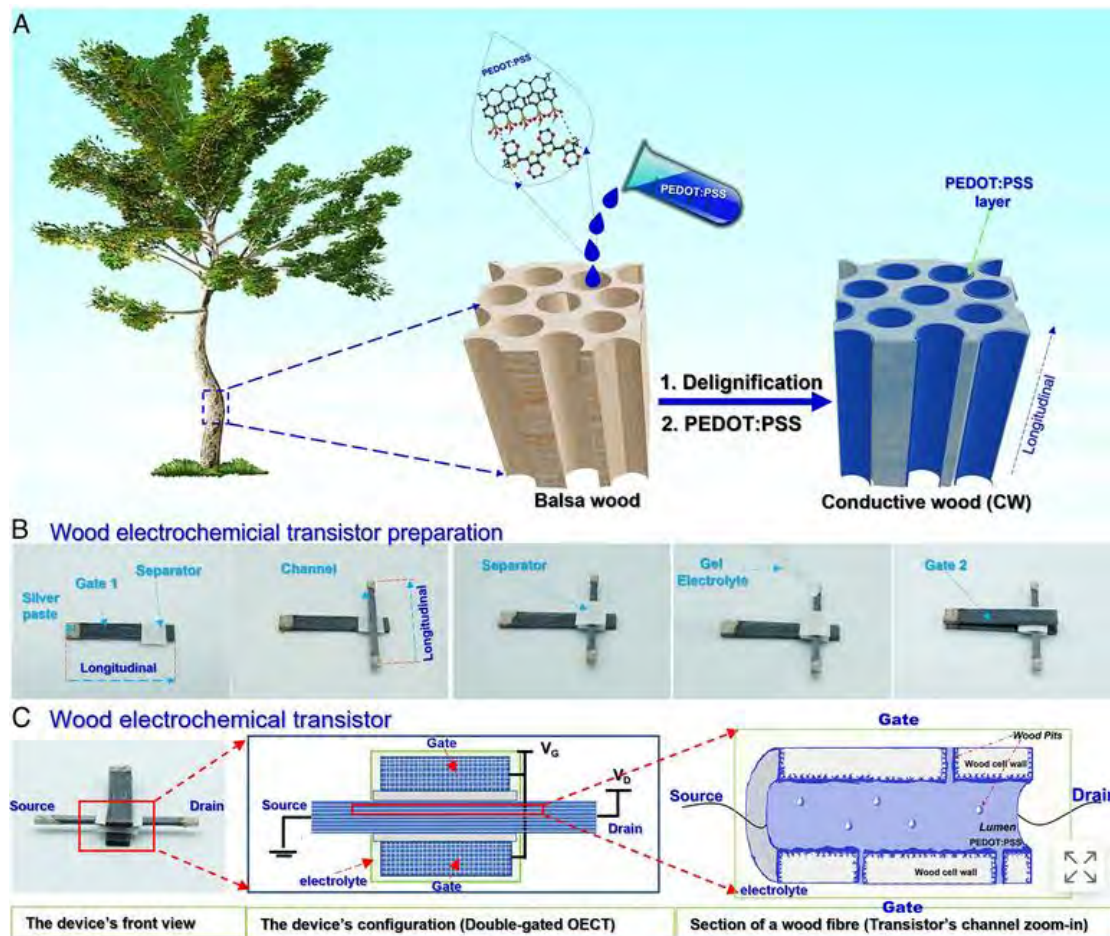 A
PEDOT:PSS
PEDOT:PSS
PEDOT:PSS
layer
1. Delignification
2. PEDOT:PSS
Longitudinal
Balsa wood
Conductive wood (CW)
B
Wood electrochemicial transistor preparation
Silver
paste
Gate 1
Separator
Longitudinal
Channel
Longitudinal
Separator
Gel
Electrolyte
Gate 2
C
Wood electrochemical transistor
Source
Drain
Gate
VG
VD
Source
Drain
electrolyte
Gate
Gate
Wood Pits
Wood cell wall
Source
Drain
Lumen
PEDOT:PSS
Wood cell wall
electrolyte
Gate
The device's front view
The device's configuration (Double-gated OECT)
Section of a wood fibre (Transistor's channel zoom-in)